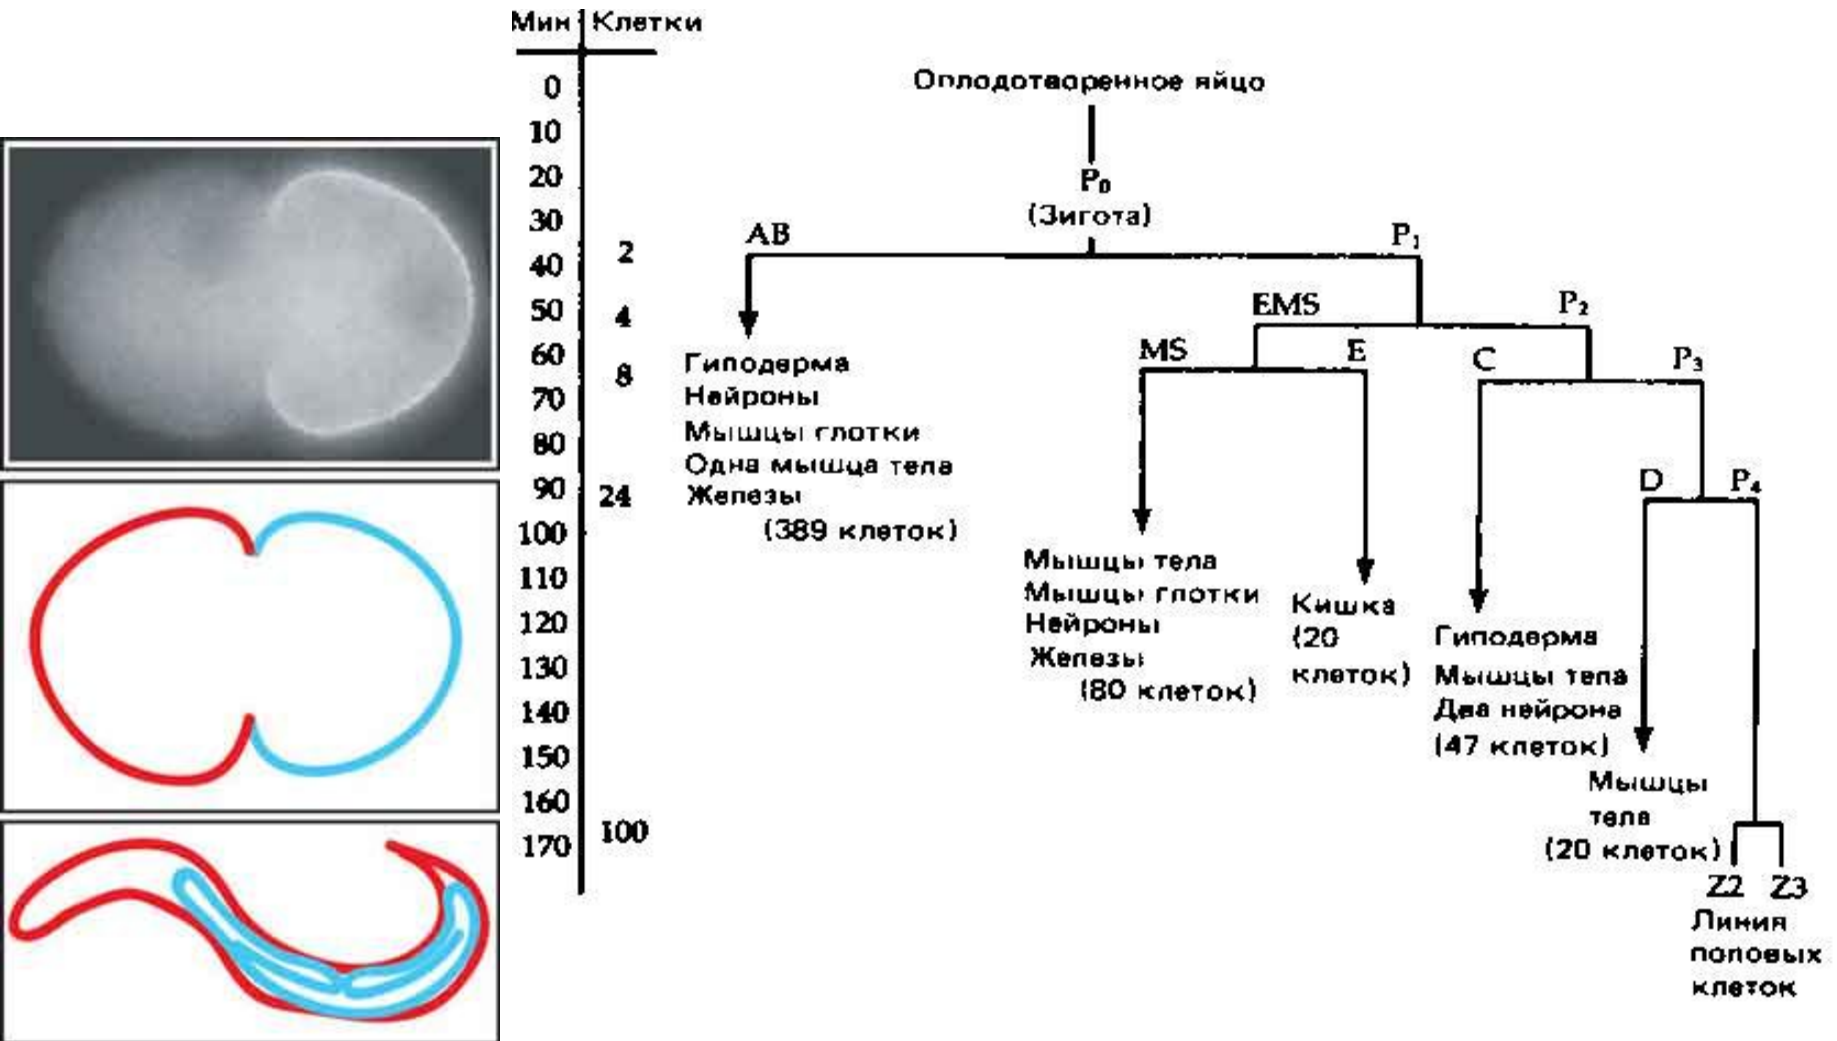 Мин Клетки
0
10
20
30
40
50
60
70
80
90
100
110
120
130
140
150
160
170
2
4
8
24
100
Оплодотворенное яйцо
P₀
(Зигота)
AB
P₁
EMS
P₂
MS
E
C
P₃
D
P₄
Гиподерма
Нейроны
Мышцы глотки
Одна мышца тела
Железы
(389 клеток)
Мышцы тела
Мышцы глотки
Нейроны
Железы
(80 клеток)
Кишка
(20
клеток)
Гиподерма
Мышцы тела
Два нейрона
(47 клеток)
Мышцы
тела
(20 клеток)
Z2 Z3
Линия
половых
клеток